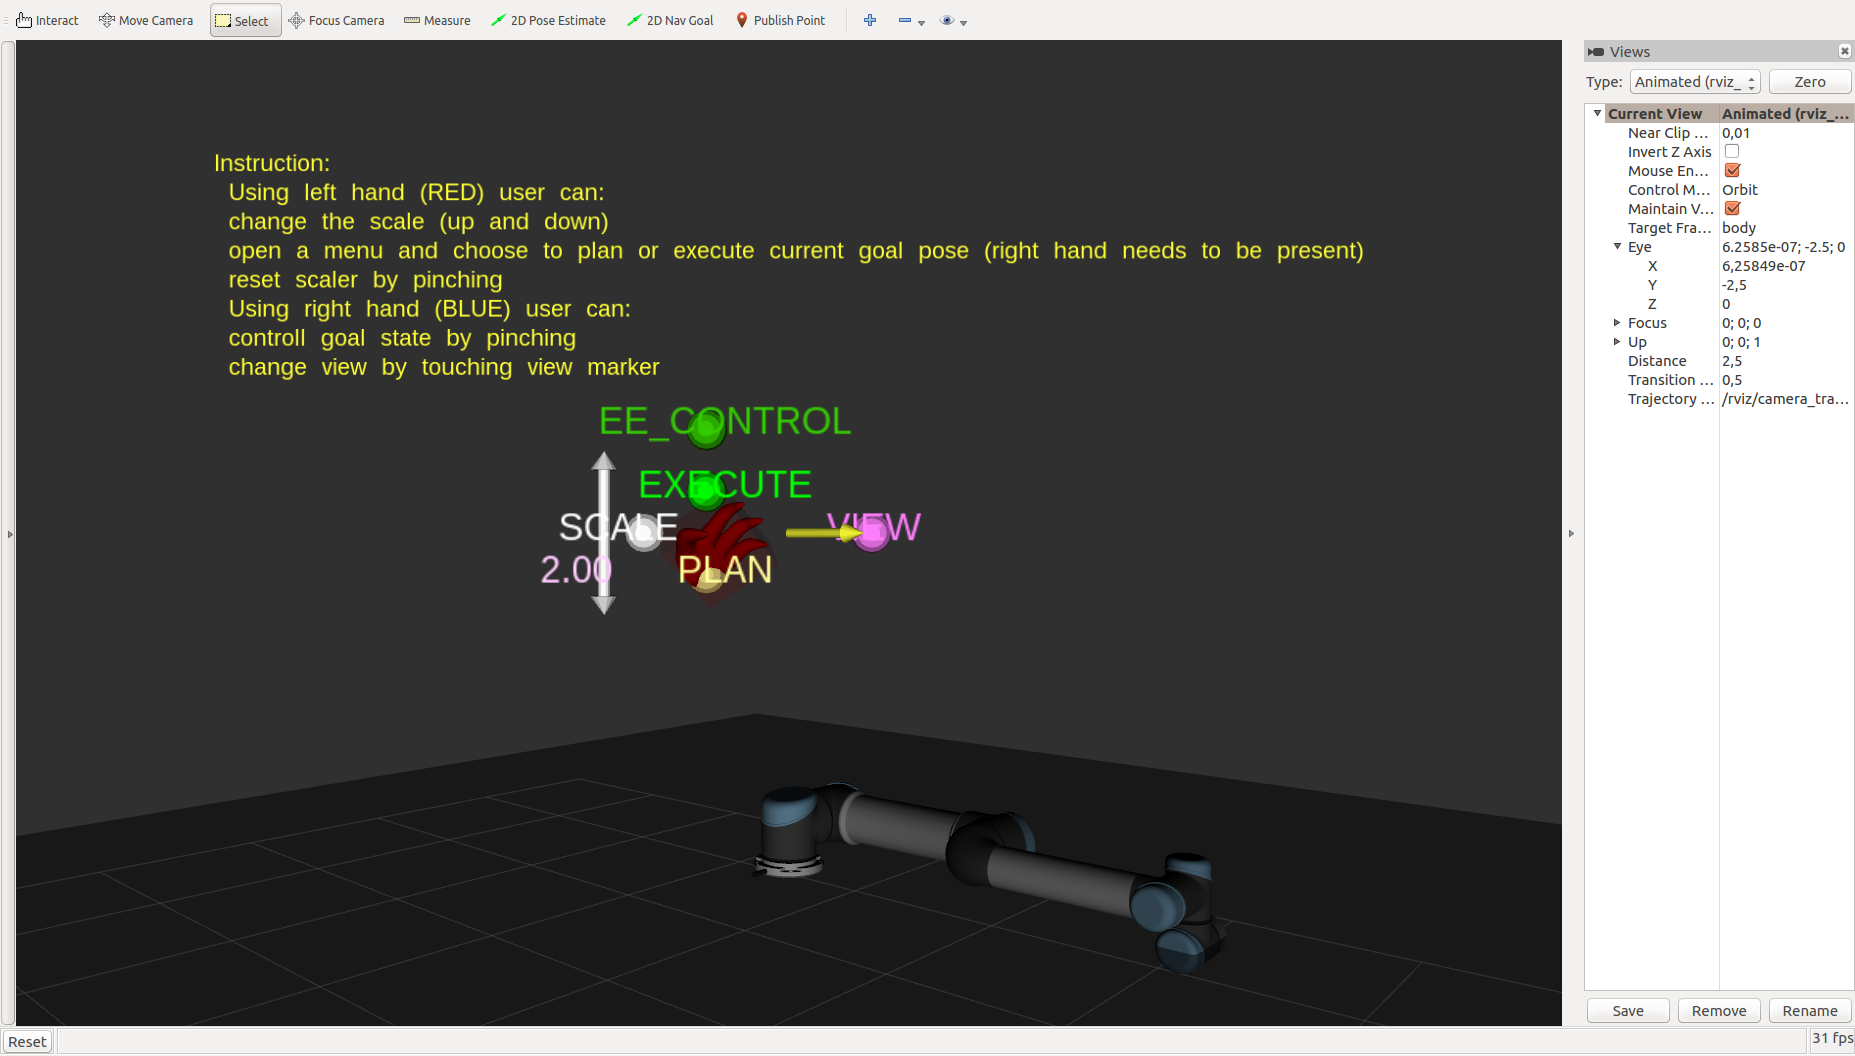 Interact Move Camera Select Focus Camera Measure 2D Pose Estimate 2D Nav Goal Publish Point
Instruction:
Using left hand (RED) user can:
change the scale (up and down)
open a menu and choose to plan or execute current goal pose (right hand needs to be present)
reset scaler by pinching
Using right hand (BLUE) user can:
controll goal state by pinching
change view by touching view marker
EE_CONTROL
EXECUTE
SCALE VIEW
2.00 PLAN
Views
Type: Animated (rviz_ Zero
Current View Animated (rviz_...
Near Clip ... 0,01
Invert Z Axis
Mouse En...
Control M... Orbit
Maintain V...
Target Fra... body
Eye 6.2585e-07; -2.5; 0
X 6,25849e-07
Y -2,5
Z 0
Focus 0; 0; 0
Up 0; 0; 1
Distance 2,5
Transition ... 0,5
Trajectory ... /rviz/camera_tra...
Save Remove Rename
Reset 31 fps